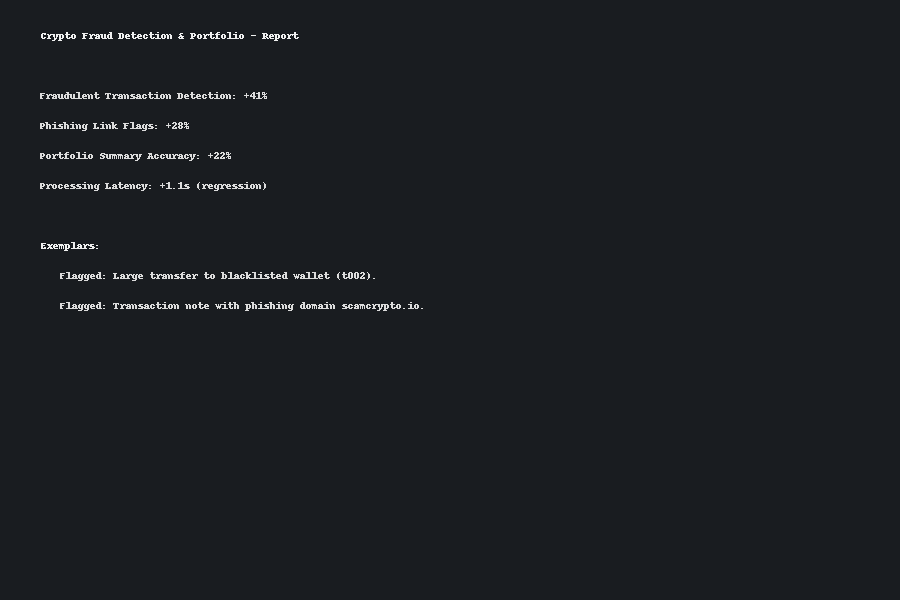 Crypto Fraud Detection & Portfolio - Report
Fraudulent Transaction Detection: +41%
Phishing Link Flags: +28%
Portfolio Summary Accuracy: +22%
Processing Latency: +1.1s (regression)
Exemplars:
Flagged: Large transfer to blacklisted wallet (t002).
Flagged: Transaction note with phishing domain scamcrypto.io.